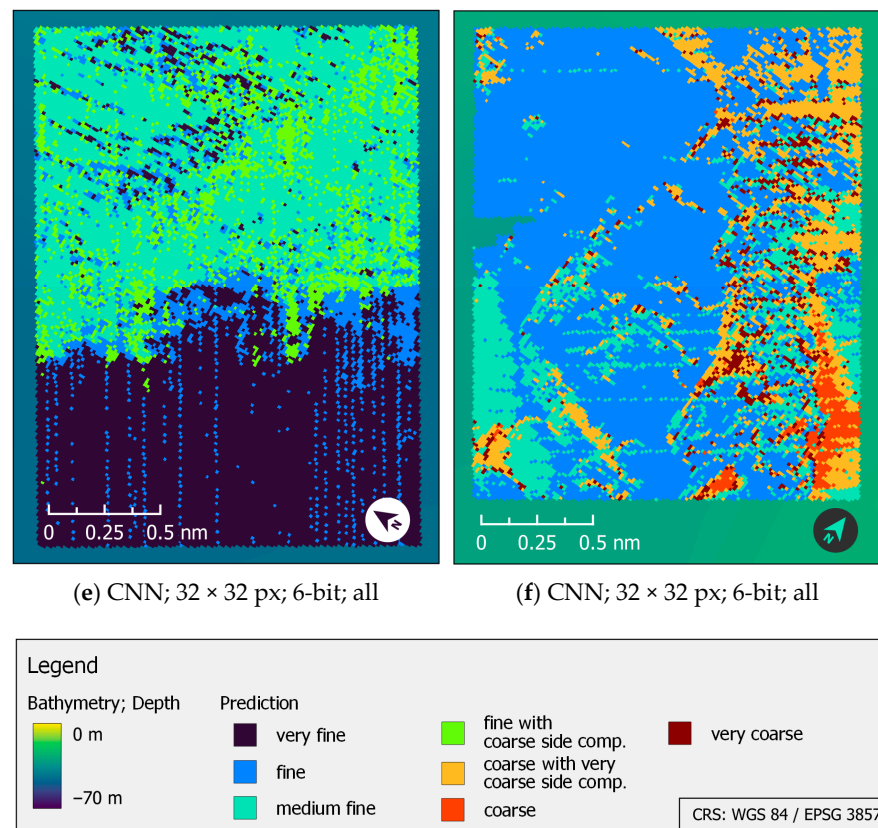 0 0.25 0.5 nm
N
0 0.25 0.5 nm
N
(e) CNN; 32 × 32 px; 6-bit; all
(f) CNN; 32 × 32 px; 6-bit; all
Legend
Bathymetry; Depth
0 m
−70 m
Prediction
very fine
fine
medium fine
fine with
coarse side comp.
coarse with very
coarse side comp.
coarse
very coarse
CRS: WGS 84 / EPSG 3857